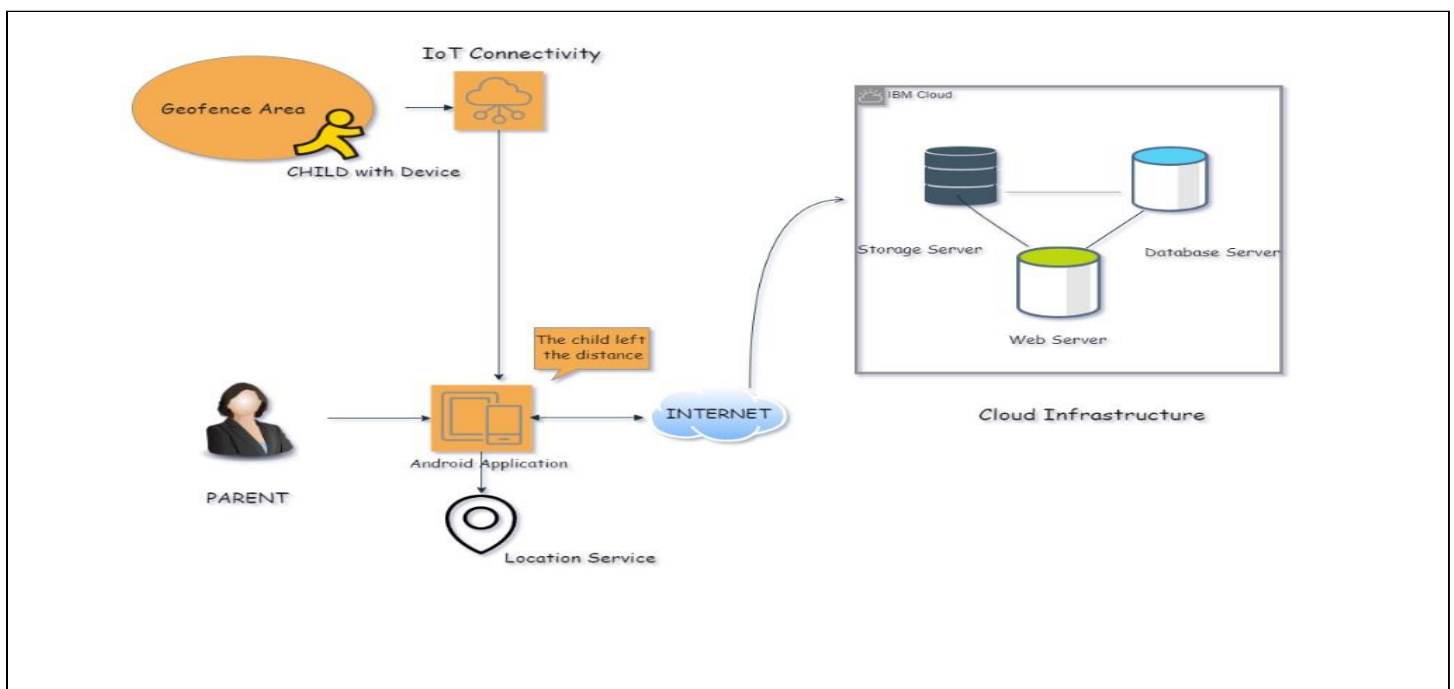 IoT Connectivity
Geofence Area
CHILD with Device
IBM Cloud
Storage Server
Database Server
Web Server
The child left
the distance
INTERNET
Cloud Infrastructure
Android Application
PARENT
Location Service